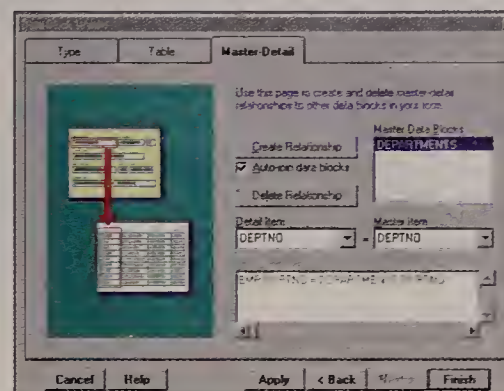 Type Table Master-Detail
Use this page to create and delete master-detail
relationships to other data blocks in your form.
Master Data Blocks
Create Relationship
DEPARTMENTS
Auto-join data blocks
Delete Relationship
Detail Item Master Item
DEPTNO = DEPTNO
Cancel Help Apply < Back Finish